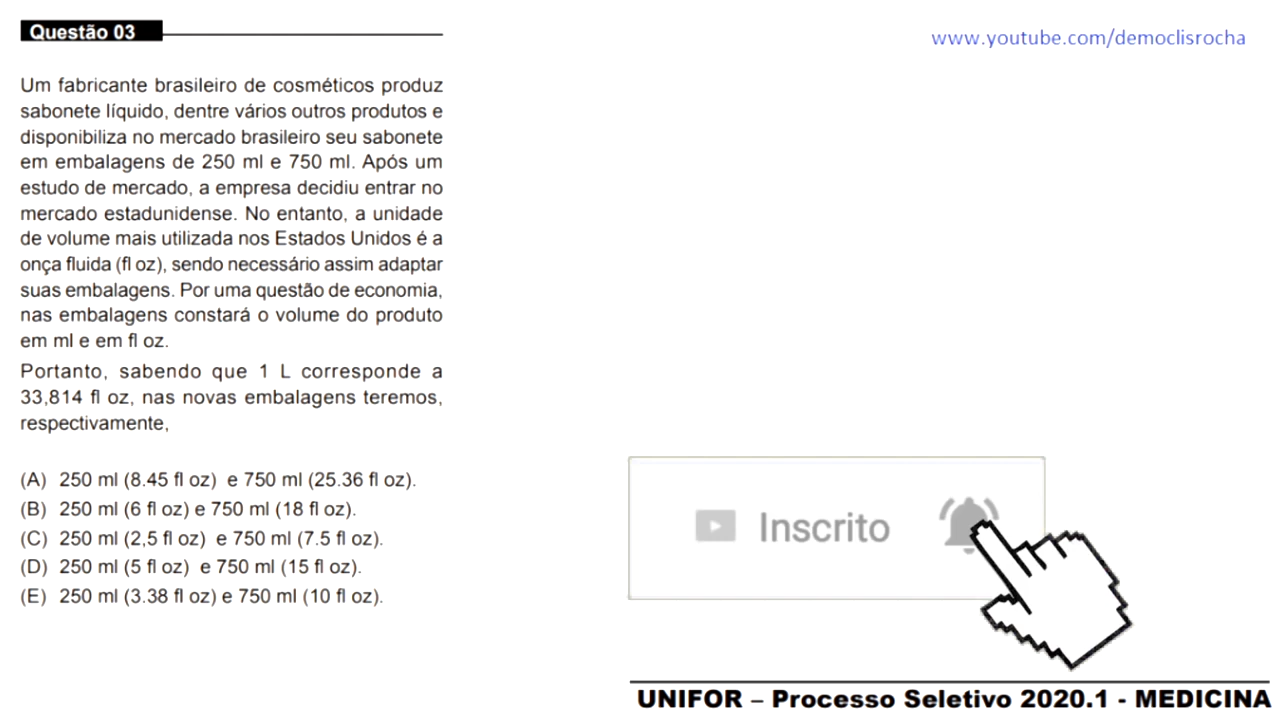 Questão 03
www.youtube.com/democlisrocha
Um fabricante brasileiro de cosméticos produz
sabonete líquido, dentre vários outros produtos e
disponibiliza no mercado brasileiro seu sabonete
em embalagens de 250 ml e 750 ml. Após um
estudo de mercado, a empresa decidiu entrar no
mercado estadunidense. No entanto, a unidade
de volume mais utilizada nos Estados Unidos é a
onça fluida (fl oz), sendo necessário assim adaptar
suas embalagens. Por uma questão de economia,
nas embalagens constará o volume do produto
em ml e em fl oz.
Portanto, sabendo que 1 L corresponde a
33,814 fl oz, nas novas embalagens teremos,
respectivamente,
(A) 250 ml (8.45 fl oz) e 750 ml (25.36 fl oz).
(B) 250 ml (6 fl oz) e 750 ml (18 fl oz).
(C) 250 ml (2,5 fl oz) e 750 ml (7.5 fl oz).
(D) 250 ml (5 fl oz) e 750 ml (15 fl oz).
(E) 250 ml (3.38 fl oz) e 750 ml (10 fl oz).
Inscrito
UNIFOR – Processo Seletivo 2020.1 - MEDICINA